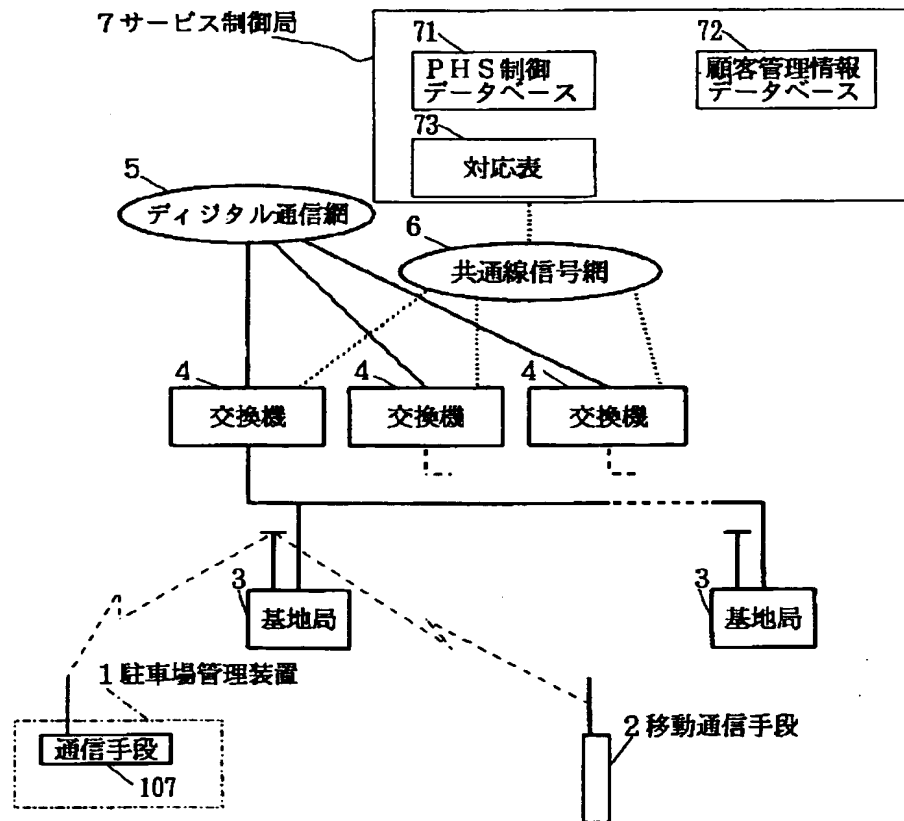 7サービス制御局
71
PHS制御
データベース
72
顧客管理情報
データベース
73
対応表
5
ディジタル通信網
6
共通線信号網
4
交換機
4
交換機
4
交換機
3
基地局
3
基地局
1駐車場管理装置
通信手段
107
2移動通信手段